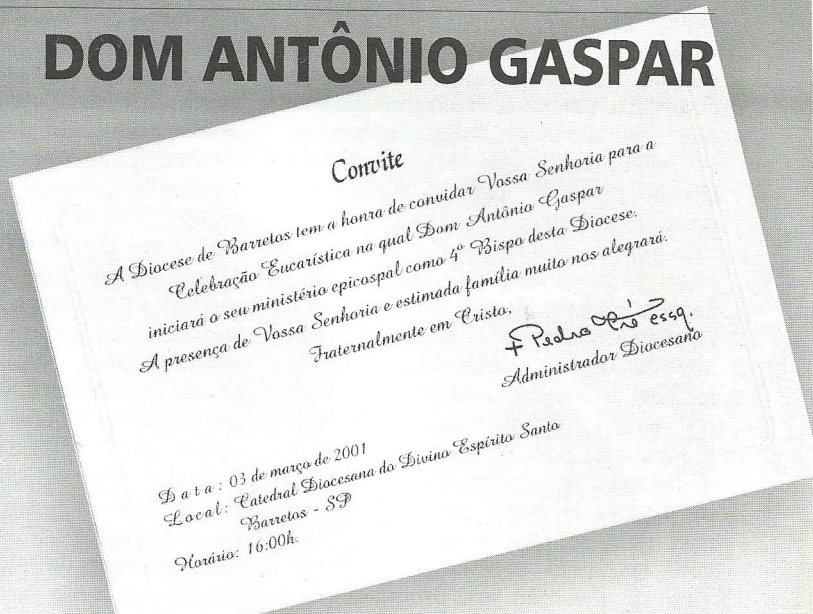 DOM ANTÔNIO GASPAR
Convite
A Diocese de Barretos tem a honra de convidar Vossa Senhoria para a
Celebração Eucarística na qual Dom Antônio Gaspar
iniciará o seu ministério epicospal como 4º Bispo desta Diocese.
A presença de Vossa Senhoria e estimada família muito nos alegrará.
Fraternalmente em Cristo,
+ Pedro Fré cssq.
Administrador Diocesano
Data: 03 de março de 2001
Local: Catedral Diocesana do Divino Espírito Santo
Barretos - SP
Horário: 16:00h.